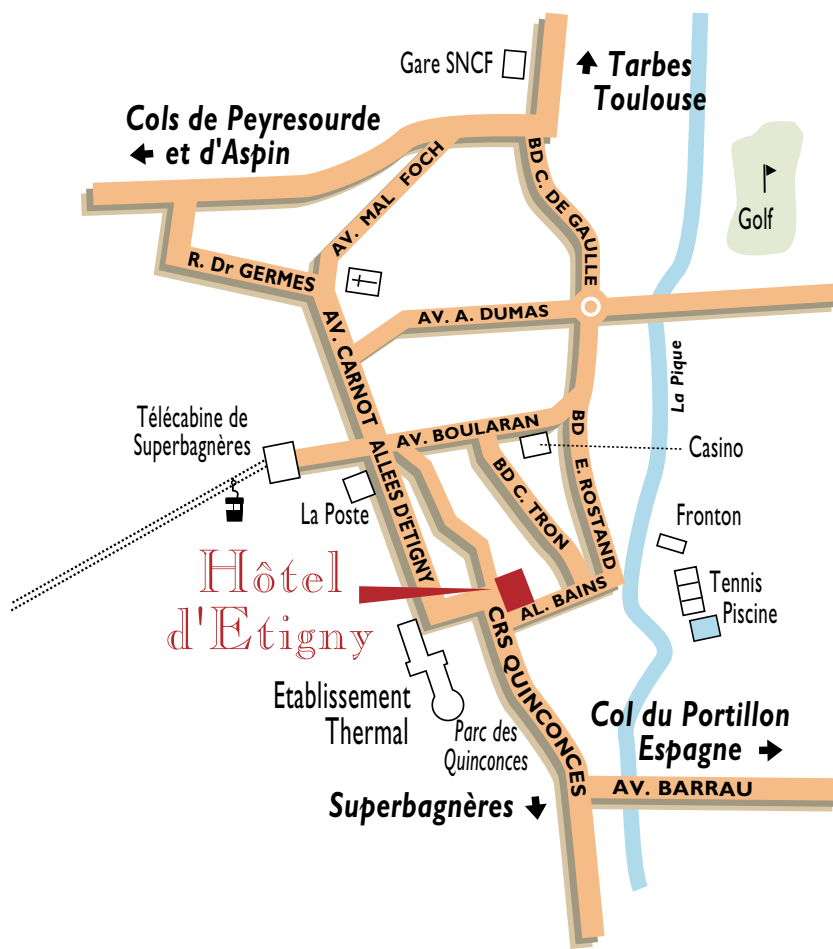 Gare SNCF
Tarbes
Toulouse
Cols de Peyresourde
et d'Aspin
BD C. DE GAULLE
AV. MAL FOCH
Golf
R. Dr GERMES
AV. A. DUMAS
AV. CARNOT
La Pique
Télécabine de
Superbagnères
AV. BOULARAN
BD E. ROSTAND
Casino
ALLEES D'ETIGNY
BD C. TRON
La Poste
Fronton
Hôtel
d'Etigny
AL. BAINS
Tennis
Piscine
CRS QUINCONCES
Etablissement
Thermal
Parc des
Quinconces
Col du Portillon
Espagne
AV. BARRAU
Superbagnères